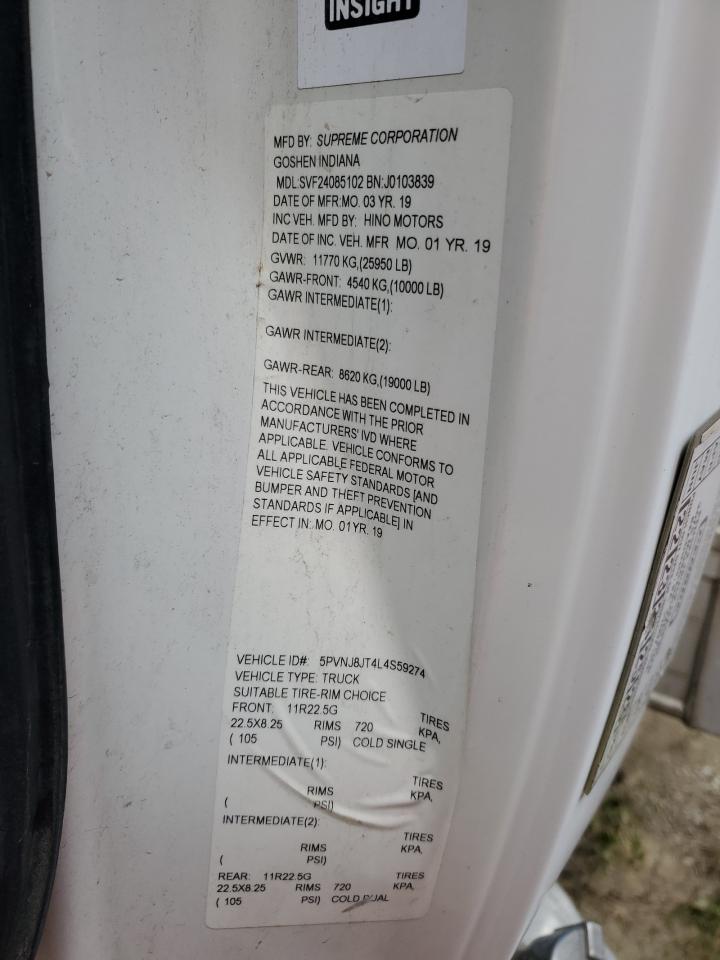 INSIGHT
MFD BY: SUPREME CORPORATION
GOSHEN INDIANA
MDL:SVF24085102 BN:J0103839
DATE OF MFR:MO. 03 YR. 19
INC VEH. MFD BY: HINO MOTORS
DATE OF INC. VEH. MFR MO. 01 YR. 19
GVWR: 11770 KG,(25950 LB)
GAWR-FRONT: 4540 KG,(10000 LB)
GAWR INTERMEDIATE(1):
GAWR INTERMEDIATE(2):
GAWR-REAR: 8620 KG,(19000 LB)
THIS VEHICLE HAS BEEN COMPLETED IN
ACCORDANCE WITH THE PRIOR
MANUFACTURERS' IVD WHERE
APPLICABLE. VEHICLE CONFORMS TO
ALL APPLICABLE FEDERAL MOTOR
VEHICLE SAFETY STANDARDS [AND
BUMPER AND THEFT PREVENTION
STANDARDS IF APPLICABLE] IN
EFFECT IN: MO. 01YR. 19
VEHICLE ID#: 5PVNJ8JT4L4S59274
VEHICLE TYPE: TRUCK
SUITABLE TIRE-RIM CHOICE
FRONT: 11R22.5G TIRES
22.5X8.25 RIMS 720 KPA,
( 105 PSI) COLD SINGLE
INTERMEDIATE(1): TIRES
RIMS KPA,
( PSI)
INTERMEDIATE(2): TIRES
RIMS KPA,
( PSI)
REAR: 11R22.5G TIRES
22.5X8.25 RIMS 720 KPA,
( 105 PSI) COLD DUAL